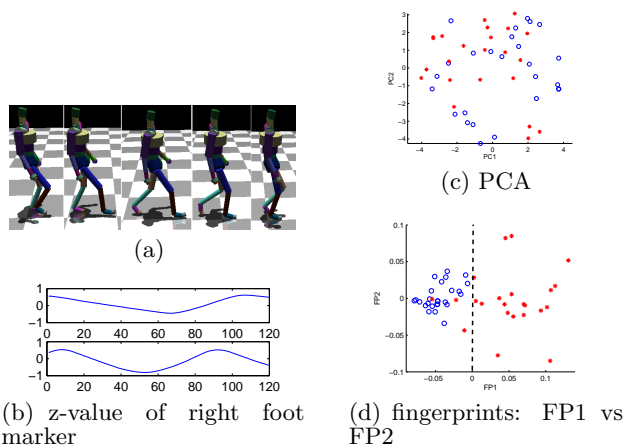 3
2
1
0
−1
−2
−3
−4
PC2
−4 −2 0 2 4
PC1
(c) PCA
(a)
1
0
−1
0 20 40 60 80 100 120
1
0
−1
0 20 40 60 80 100 120
(b) z-value of right foot
marker
0.1
0.05
0
−0.05
−0.1
FP2
−0.05 0 0.05 0.1
FP1
(d) fingerprints: FP1 vs
FP2